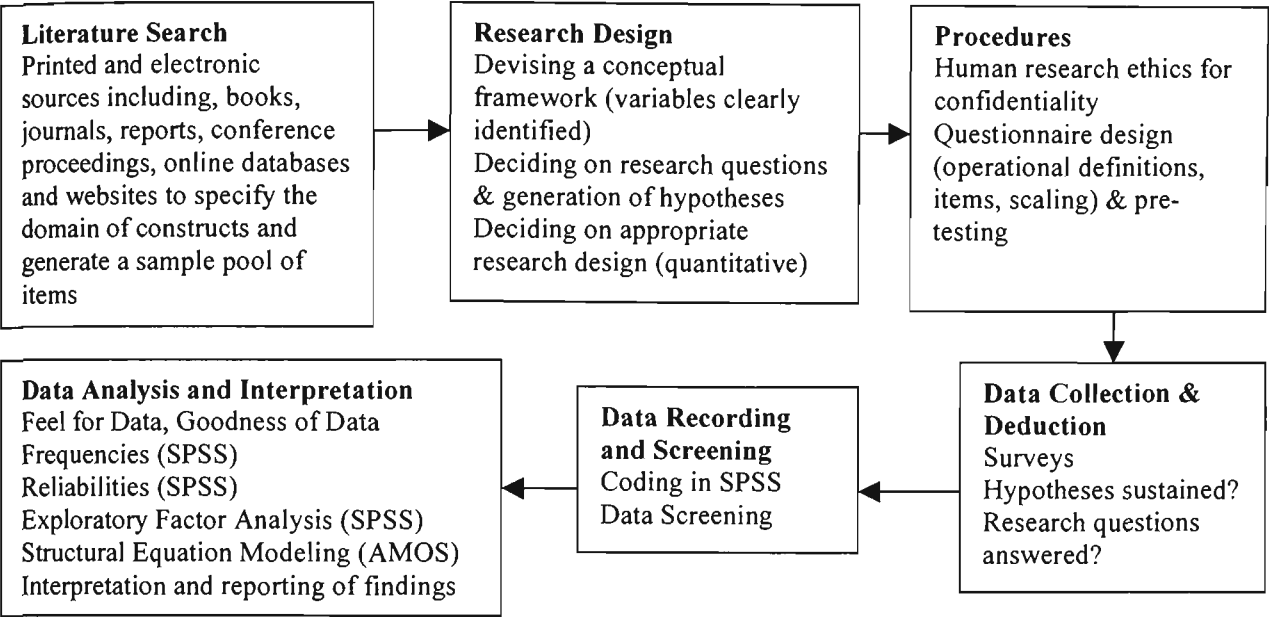 Literature Search
Printed and electronic
sources including, books,
journals, reports, conference
proceedings, online databases
and websites to specify the
domain of constructs and
generate a sample pool of
items
Research Design
Devising a conceptual
framework (variables clearly
identified)
Deciding on research questions
& generation of hypotheses
Deciding on appropriate
research design (quantitative)
Procedures
Human research ethics for
confidentiality
Questionnaire design
(operational definitions,
items, scaling) & pre-
testing
Data Collection &
Deduction
Surveys
Hypotheses sustained?
Research questions
answered?
Data Recording
and Screening
Coding in SPSS
Data Screening
Data Analysis and Interpretation
Feel for Data, Goodness of Data
Frequencies (SPSS)
Reliabilities (SPSS)
Exploratory Factor Analysis (SPSS)
Structural Equation Modeling (AMOS)
Interpretation and reporting of findings